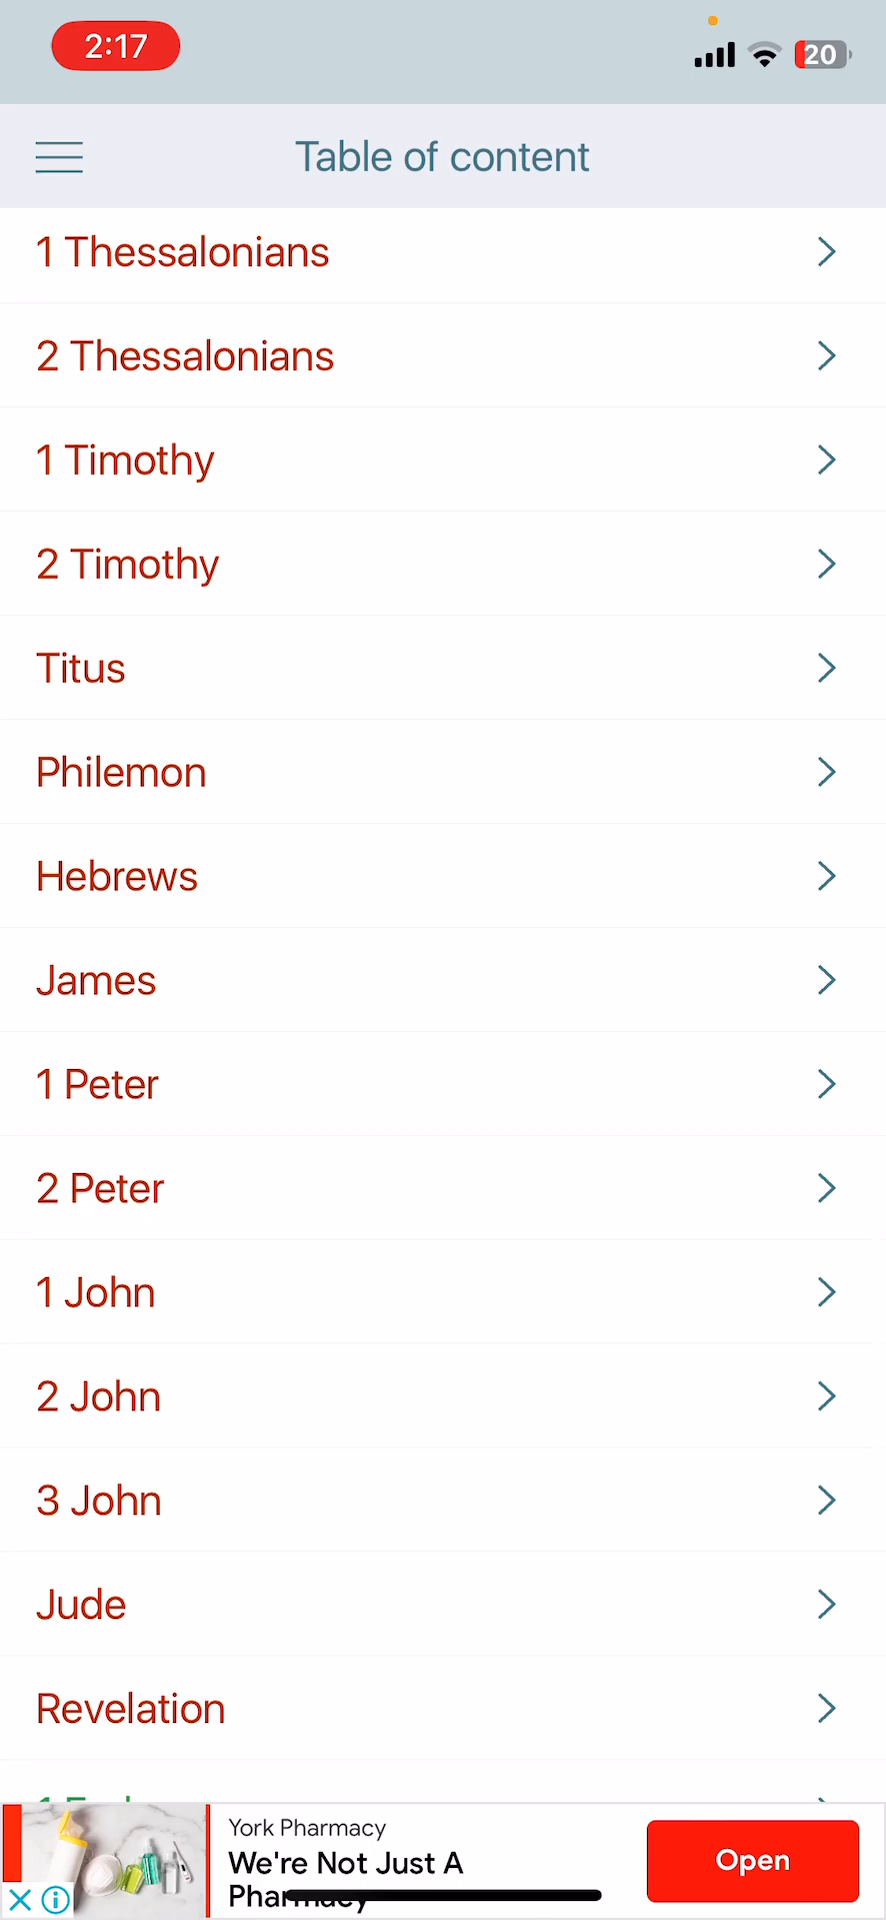 2:17
20
Table of content
1 Thessalonians
2 Thessalonians
1 Timothy
2 Timothy
Titus
Philemon
Hebrews
James
1 Peter
2 Peter
1 John
2 John
3 John
Jude
Revelation
York Pharmacy
We're Not Just A
Pharmacy
Open